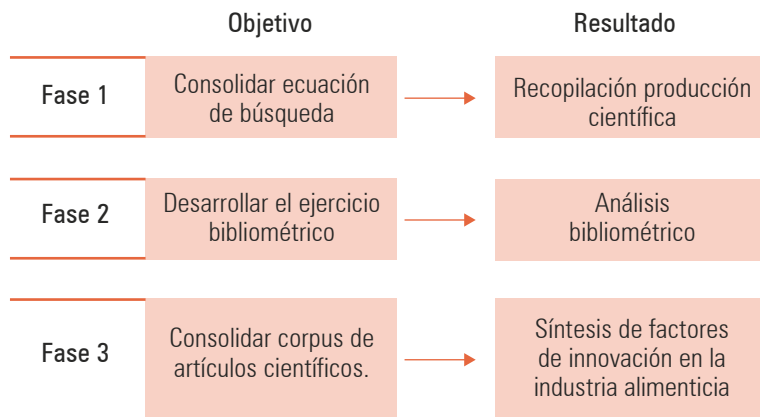 Objetivo
Resultado
Fase 1
Consolidar ecuación
de búsqueda
Recopilación producción
científica
Fase 2
Desarrollar el ejercicio
bibliométrico
Análisis
bibliométrico
Fase 3
Consolidar corpus de
artículos científicos.
Síntesis de factores
de innovación en la
industria alimenticia